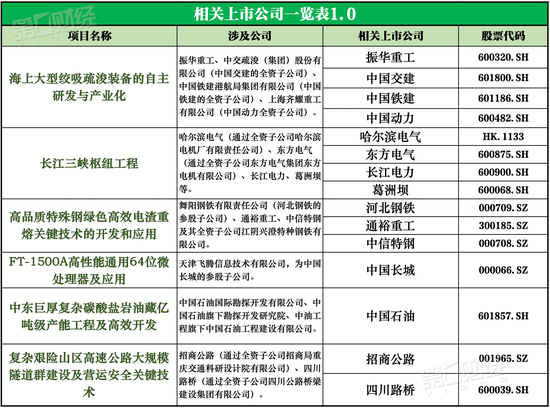 相关上市公司一览表1.0
项目名称 涉及公司 相关上市公司 股票代码
海上大型绞吸疏浚装备的自主
研发与产业化
振华重工、中交疏浚（集团）股份有
限公司（中国交建的全资子公司）、
中国铁建港航局集团有限公司（中国
铁建的全资子公司）、上海齐耀重工
有限公司（中国动力全资子公司）。
振华重工 600320.SH
中国交建 601800.SH
中国铁建 601186.SH
中国动力 600482.SH
长江三峡枢纽工程
哈尔滨电气（通过全资子公司哈尔滨
电机厂有限责任公司）、东方电气
（通过全资子公司东方电气集团东方
电机有限公司）、长江电力、葛洲坝
等。
哈尔滨电气 HK.1133
东方电气 600875.SH
长江电力 600900.SH
葛洲坝 600068.SH
高品质特殊钢绿色高效电渣重
熔关键技术的开发和应用
舞阳钢铁有限责任公司（河北钢铁的
参股子公司）、通裕重工、中信特钢
及其全资子公司江阴兴澄特种钢铁有
限公司。
河北钢铁 000709.SZ
通裕重工 300185.SZ
中信特钢 000708.SZ
FT-1500A高性能通用64位微
处理器及应用
天津飞腾信息技术有限公司，为中国
长城的参股子公司。
中国长城 000066.SZ
中东巨厚复杂碳酸盐岩油藏亿
吨级产能工程及高效开发
中国石油国际勘探开发有限公司、中
国石油旗下勘探开发研究院、中油工
程旗下中国石油工程建设有限公司。
中国石油 601857.SH
复杂艰险山区高速公路大规模
隧道群建设及营运安全关键技
术
招商公路（通过全资子公司招商局重
庆交通科研设计院有限公司）、四川
路桥（通过全资子公司四川公路桥梁
建设集团有限公司）。
招商公路 001965.SZ
四川路桥 600039.SH
第一财经